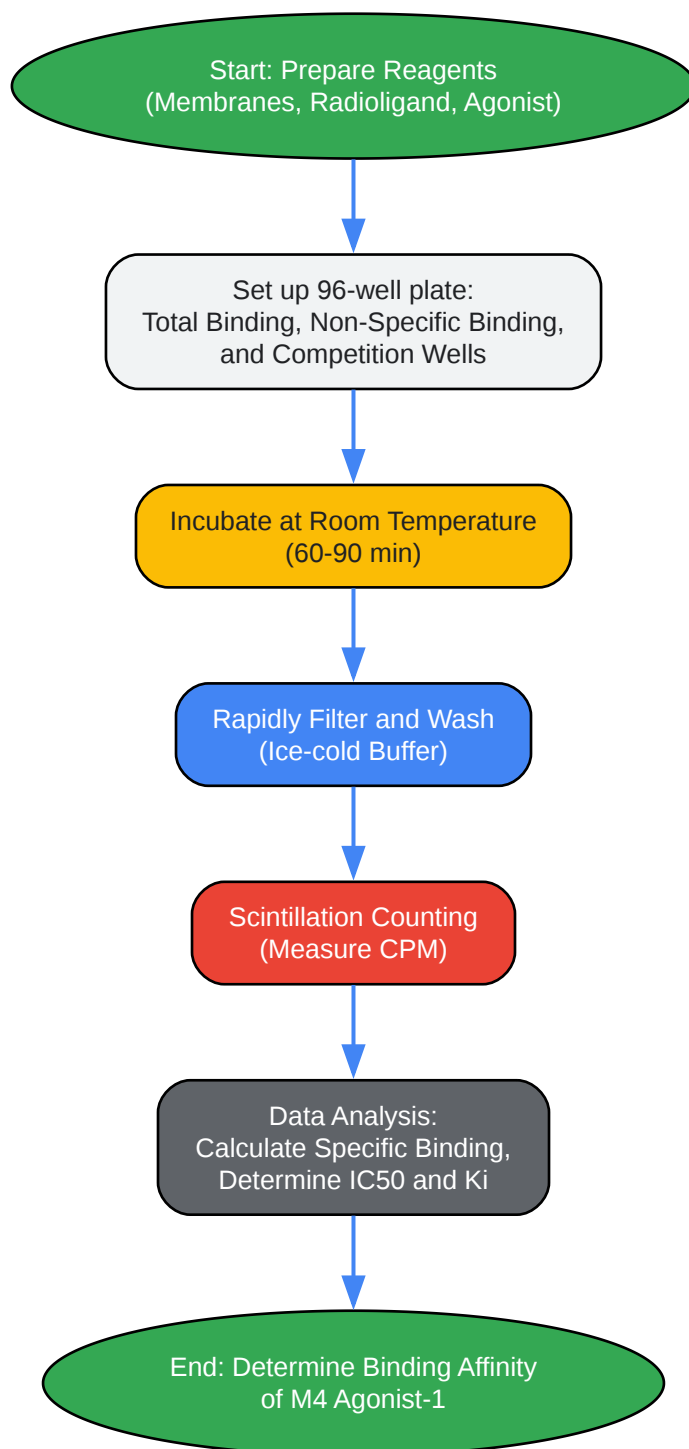 Start: Prepare Reagents
(Membranes, Radioligand, Agonist)
Set up 96-well plate:
Total Binding, Non-Specific Binding,
and Competition Wells
Incubate at Room Temperature
(60-90 min)
Rapidly Filter and Wash
(Ice-cold Buffer)
Scintillation Counting
(Measure CPM)
Data Analysis:
Calculate Specific Binding,
Determine IC50 and Ki
End: Determine Binding Affinity
of M4 Agonist-1